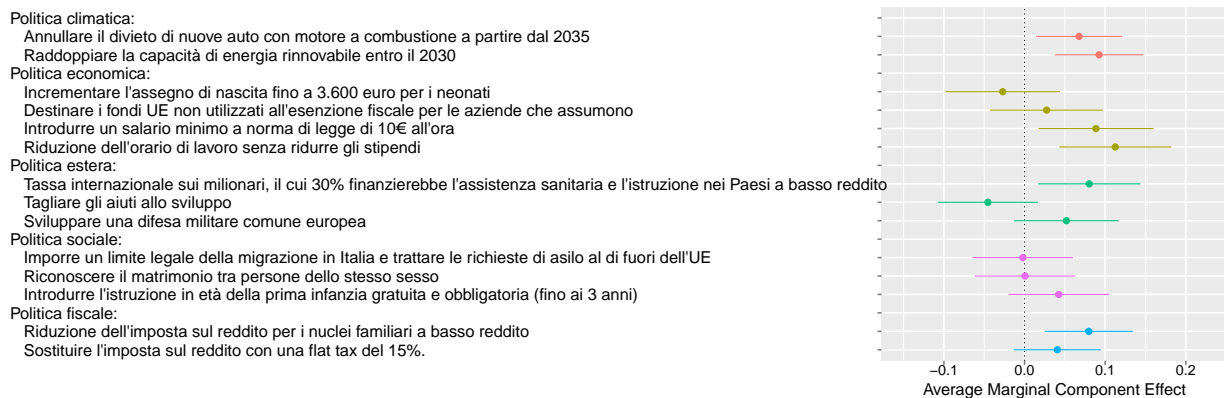 Politica climatica:
Annullare il divieto di nuove auto con motore a combustione a partire dal 2035
Raddoppiare la capacità di energia rinnovabile entro il 2030
Politica economica:
Incrementare l'assegno di nascita fino a 3.600 euro per i neonati
Destinare i fondi UE non utilizzati all'esenzione fiscale per le aziende che assumono
Introdurre un salario minimo a norma di legge di 10€ all'ora
Riduzione dell'orario di lavoro senza ridurre gli stipendi
Politica estera:
Tassa internazionale sui milionari, il cui 30% finanzierebbe l'assistenza sanitaria e l'istruzione nei Paesi a basso reddito
Tagliare gli aiuti allo sviluppo
Sviluppare una difesa militare comune europea
Politica sociale:
Imporre un limite legale della migrazione in Italia e trattare le richieste di asilo al di fuori dell'UE
Riconoscere il matrimonio tra persone dello stesso sesso
Introdurre l'istruzione in età della prima infanzia gratuita e obbligatoria (fino ai 3 anni)
Politica fiscale:
Riduzione dell'imposta sul reddito per i nuclei familiari a basso reddito
Sostituire l'imposta sul reddito con una flat tax del 15%.
−0.1 0.0 0.1 0.2
Average Marginal Component Effect